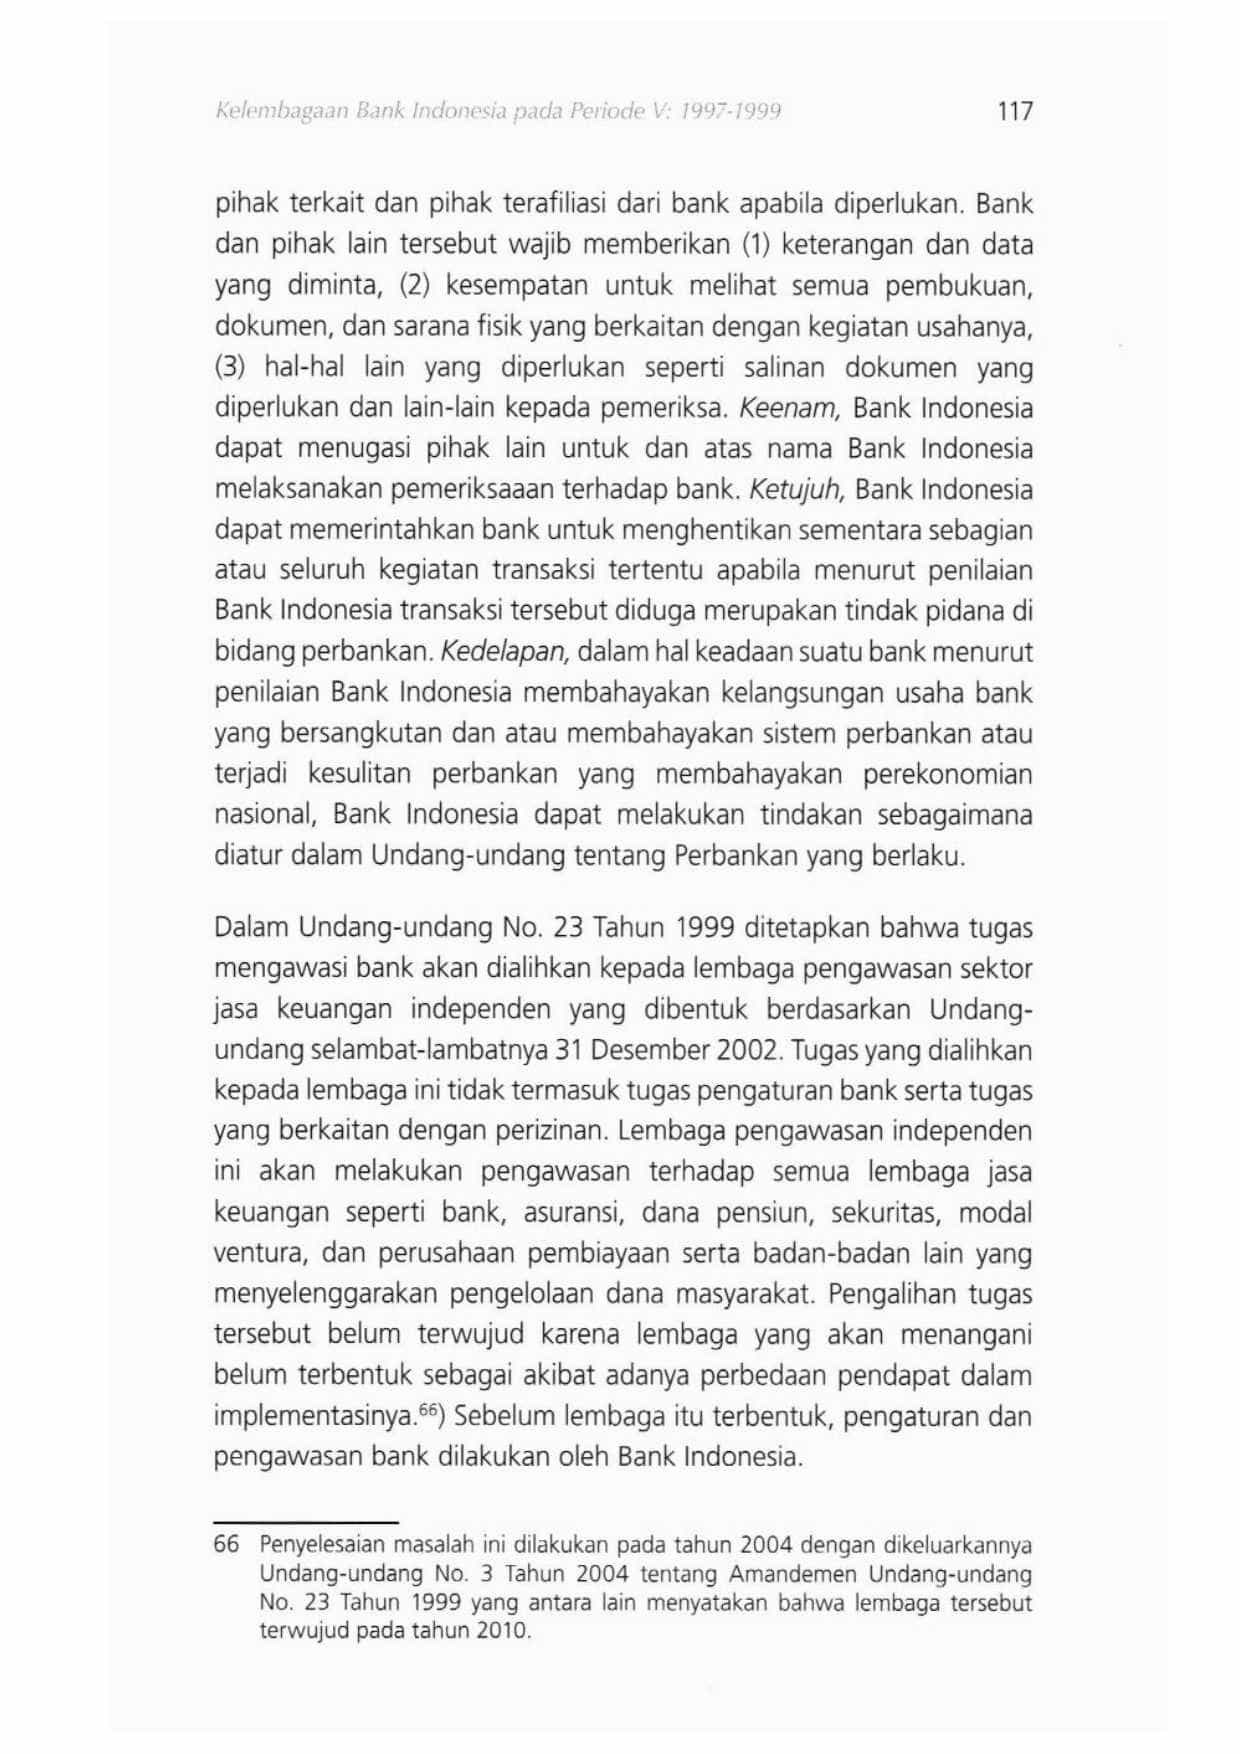 Kelembagaan Bank Indonesia pada Periode V: 1997-1999 117
pihak terkait dan pihak terafiliasi dari bank apabila diperlukan. Bank
dan pihak lain tersebut wajib memberikan (1) keterangan dan data
yang diminta, (2) kesempatan untuk melihat semua pembukuan,
dokumen, dan sarana fisik yang berkaitan dengan kegiatan usahanya,
(3) hal-hal lain yang diperlukan seperti salinan dokumen yang
diperlukan dan lain-lain kepada pemeriksa. Keenam, Bank Indonesia
dapat menugasi pihak lain untuk dan atas nama Bank Indonesia
melaksanakan pemeriksaaan terhadap bank. Ketujuh, Bank Indonesia
dapat memerintahkan bank untuk menghentikan sementara sebagian
atau seluruh kegiatan transaksi tertentu apabila menurut penilaian
Bank Indonesia transaksi tersebut diduga merupakan tindak pidana di
bidang perbankan. Kedelapan, dalam hal keadaan suatu bank menurut
penilaian Bank Indonesia membahayakan kelangsungan usaha bank
yang bersangkutan dan atau membahayakan sistem perbankan atau
terjadi kesulitan perbankan yang membahayakan perekonomian
nasional, Bank Indonesia dapat melakukan tindakan sebagaimana
diatur dalam Undang-undang tentang Perbankan yang berlaku.
Dalam Undang-undang No. 23 Tahun 1999 ditetapkan bahwa tugas
mengawasi bank akan dialihkan kepada lembaga pengawasan sektor
jasa keuangan independen yang dibentuk berdasarkan Undang-
undang selambat-lambatnya 31 Desember 2002. Tugas yang dialihkan
kepada lembaga ini tidak termasuk tugas pengaturan bank serta tugas
yang berkaitan dengan perizinan. Lembaga pengawasan independen
ini akan melakukan pengawasan terhadap semua lembaga jasa
keuangan seperti bank, asuransi, dana pensiun, sekuritas, modal
ventura, dan perusahaan pembiayaan serta badan-badan lain yang
menyelenggarakan pengelolaan dana masyarakat. Pengalihan tugas
tersebut belum terwujud karena lembaga yang akan menangani
belum terbentuk sebagai akibat adanya perbedaan pendapat dalam
implementasinya.⁶⁶) Sebelum lembaga itu terbentuk, pengaturan dan
pengawasan bank dilakukan oleh Bank Indonesia.
66 Penyelesaian masalah ini dilakukan pada tahun 2004 dengan dikeluarkannya
Undang-undang No. 3 Tahun 2004 tentang Amandemen Undang-undang
No. 23 Tahun 1999 yang antara lain menyatakan bahwa lembaga tersebut
terwujud pada tahun 2010.